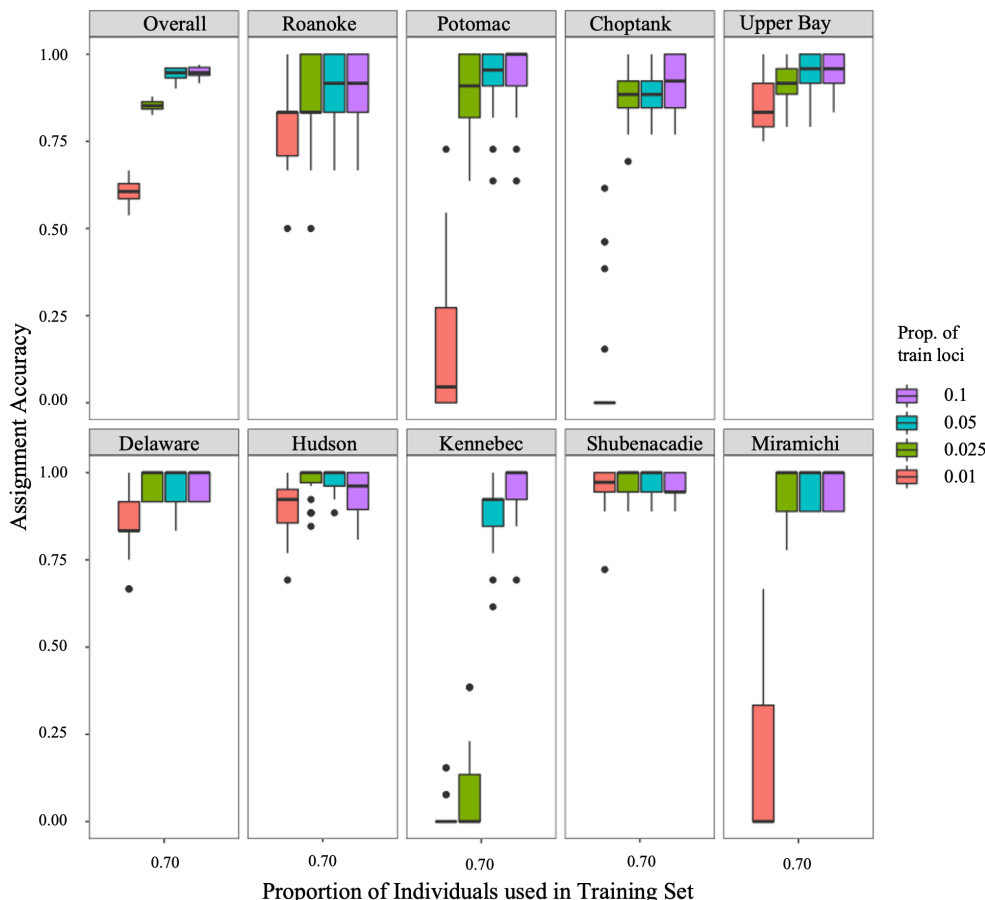 Overall Roanoke Potomac Choptank Upper Bay
1.00
0.75
0.50
0.25
0.00
Delaware Hudson Kennebec Shubenacadie Miramichi
1.00
0.75
0.50
0.25
0.00
0.70 0.70 0.70 0.70 0.70
Assignment Accuracy
Proportion of Individuals used in Training Set
Prop. of
train loci
0.1
0.05
0.025
0.01